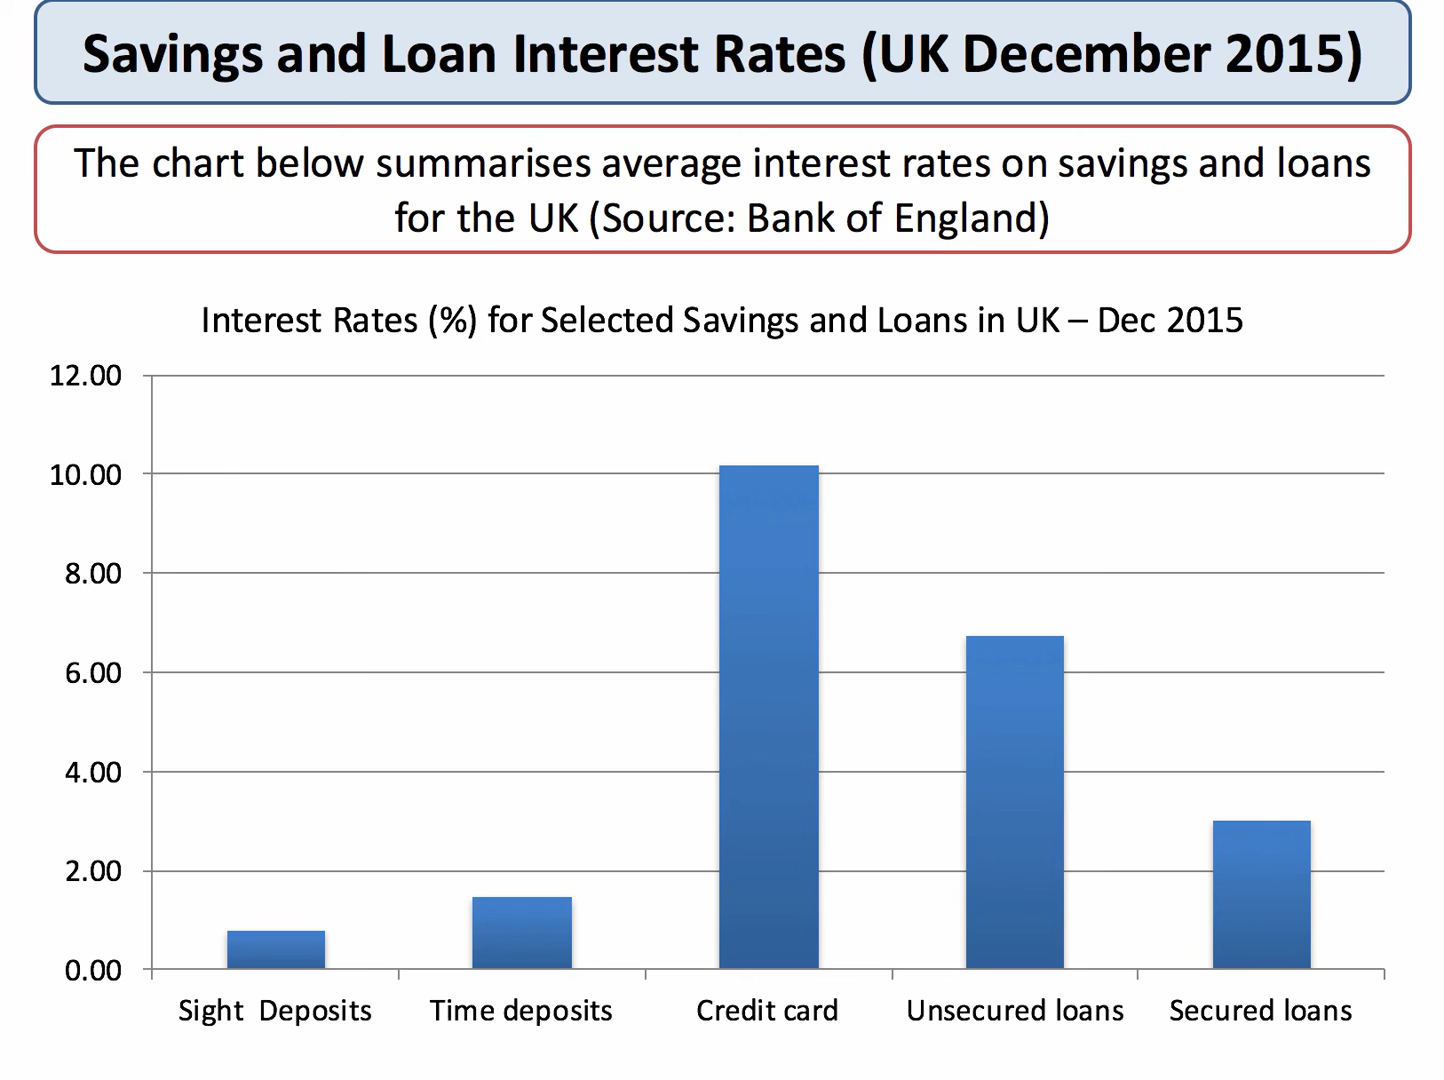 Savings and Loan Interest Rates (UK December 2015)
The chart below summarises average interest rates on savings and loans
for the UK (Source: Bank of England)
Interest Rates (%) for Selected Savings and Loans in UK – Dec 2015
12.00
10.00
8.00
6.00
4.00
2.00
0.00
Sight  Deposits Time deposits Credit card Unsecured loans Secured loans